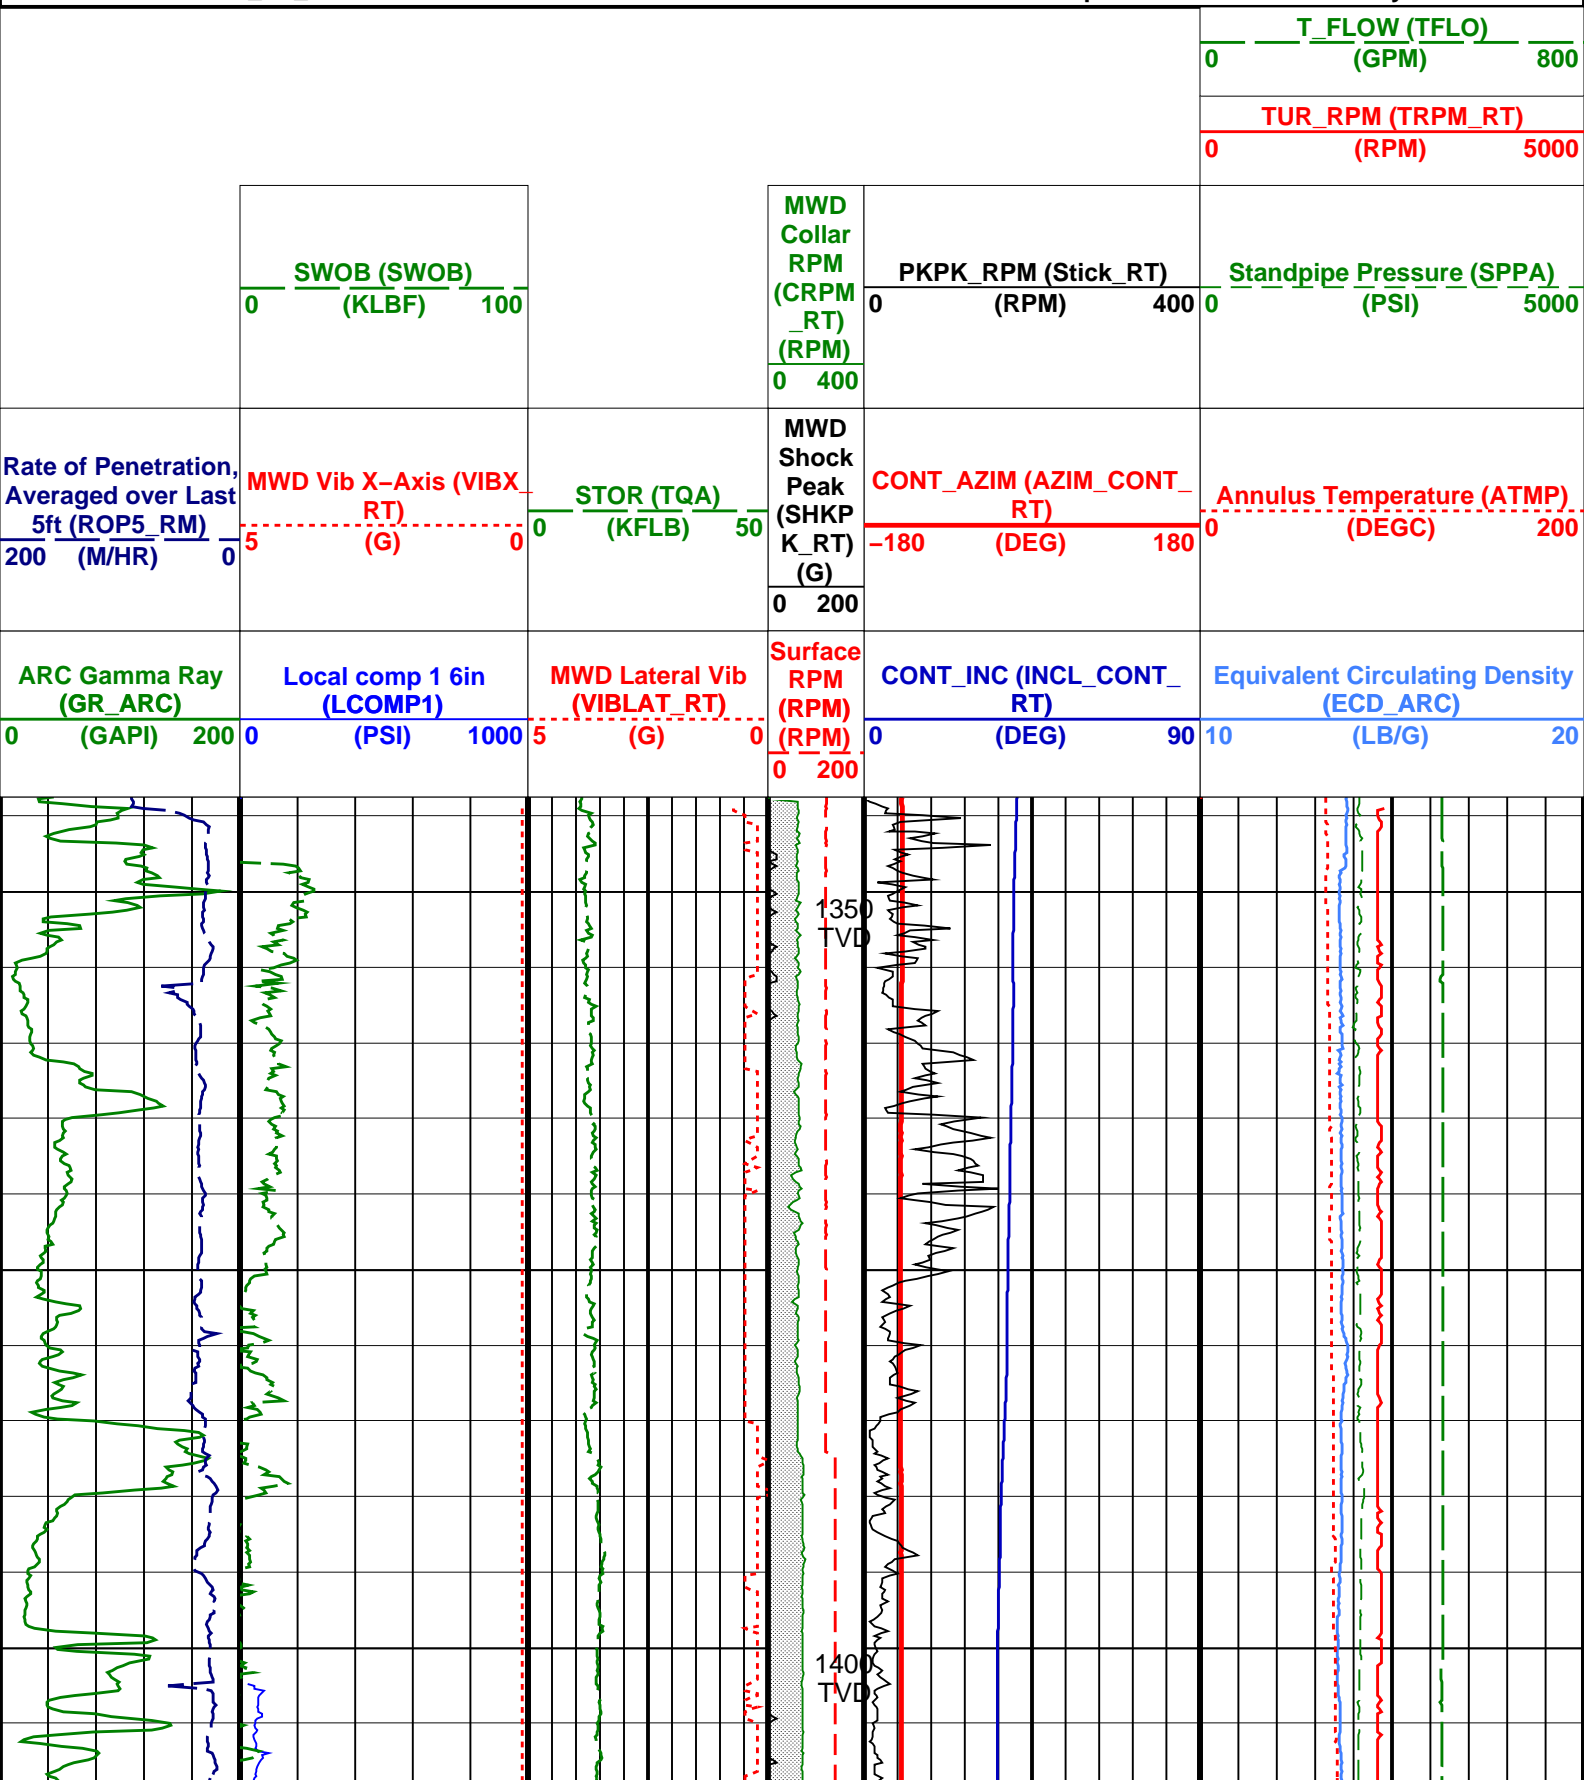 T_FLOW (TFLO)
0 (GPM) 800
TUR_RPM (TRPM_RT)
0 (RPM) 5000
SWOB (SWOB)
0 (KLBF) 100
MWD
Collar
RPM
(CRPM
_RT)
(RPM)
0 400
PKPK_RPM (Stick_RT)
0 (RPM) 400
Standpipe Pressure (SPPA)
0 (PSI) 5000
Rate of Penetration,
Averaged over Last
5ft (ROP5_RM)
200 (M/HR) 0
MWD Vib X–Axis (VIBX_
RT)
5 (G) 0
STOR (TQA)
0 (KFLB) 50
MWD
Shock
Peak
(SHKP
K_RT)
(G)
0 200
CONT_AZIM (AZIM_CONT_
RT)
–180 (DEG) 180
Annulus Temperature (ATMP)
0 (DEGC) 200
ARC Gamma Ray
(GR_ARC)
0 (GAPI) 200
Local comp 1 6in
(LCOMP1)
0 (PSI) 1000
MWD Lateral Vib
(VIBLAT_RT)
5 (G) 0
Surface
RPM
(RPM)
(RPM)
0 200
CONT_INC (INCL_CONT_
RT)
0 (DEG) 90
Equivalent Circulating Density
(ECD_ARC)
10 (LB/G) 20
1350
TVD
1400
TVD